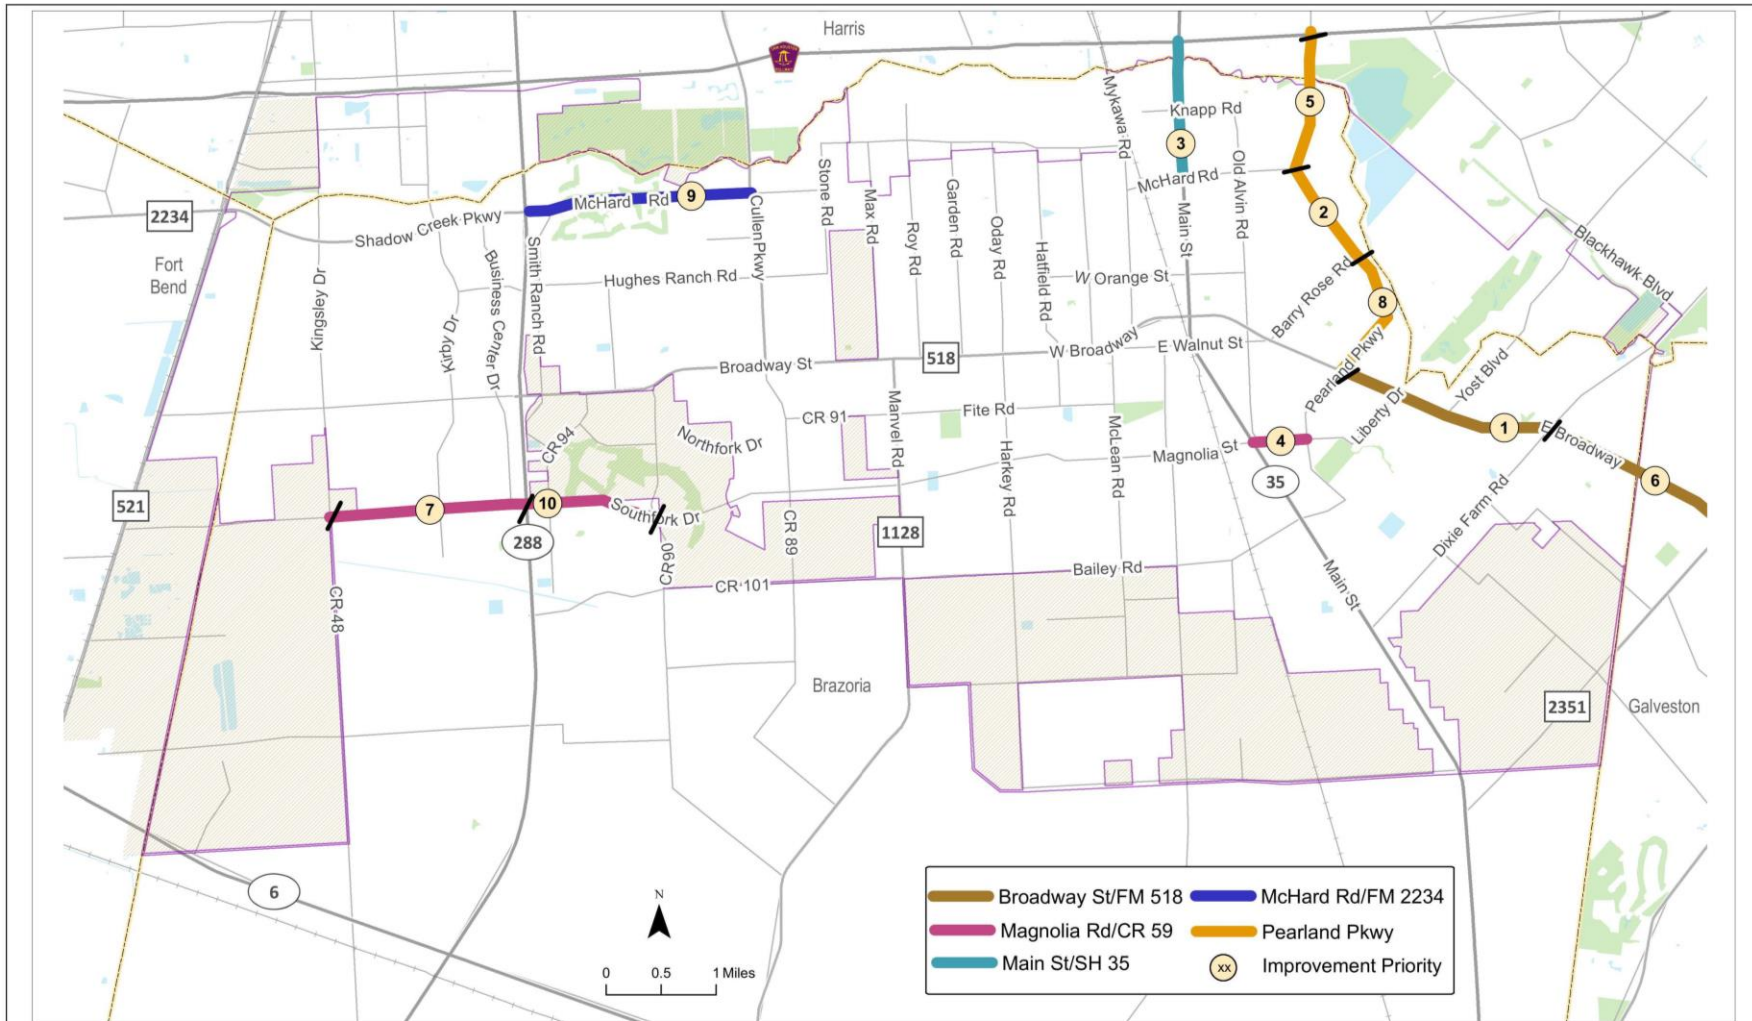 Harris
5
Knapp Rd
Mykawa Rd
3
Old Alvin Rd
McHard Rd
Stone Rd
9
McHard Rd
2234
Shadow Creek Pkwy
Cullen Pkwy
Max Rd
Roy Rd
Garden Rd
Oday Rd
Hatfield Rd
Main St
2
Blackhawk Blvd
Fort
Bend
Kingsley Dr
Business Center Dr
Smith Ranch Rd
Hughes Ranch Rd
W Orange St
Barry Rose Rd
8
Kirby Dr
Broadway St
518
W Broadway
E Walnut St
Pearland Pkwy
Yost Blvd
Liberty Dr
CR 91
Fite Rd
Manvel Rd
Harkey Rd
McLean Rd
Magnolia St
4
1
E Broadway
CR 94
Northfork Dr
35
6
521
7
10
Southfork Dr
288
CR 90
CR 89
1128
Dixie Farm Rd
CR 48
CR 101
Bailey Rd
Main St
Brazoria
2351
Galveston
6
N
0 0.5 1 Miles
Broadway St/FM 518
McHard Rd/FM 2234
Magnolia Rd/CR 59
Pearland Pkwy
Main St/SH 35
xx
Improvement Priority